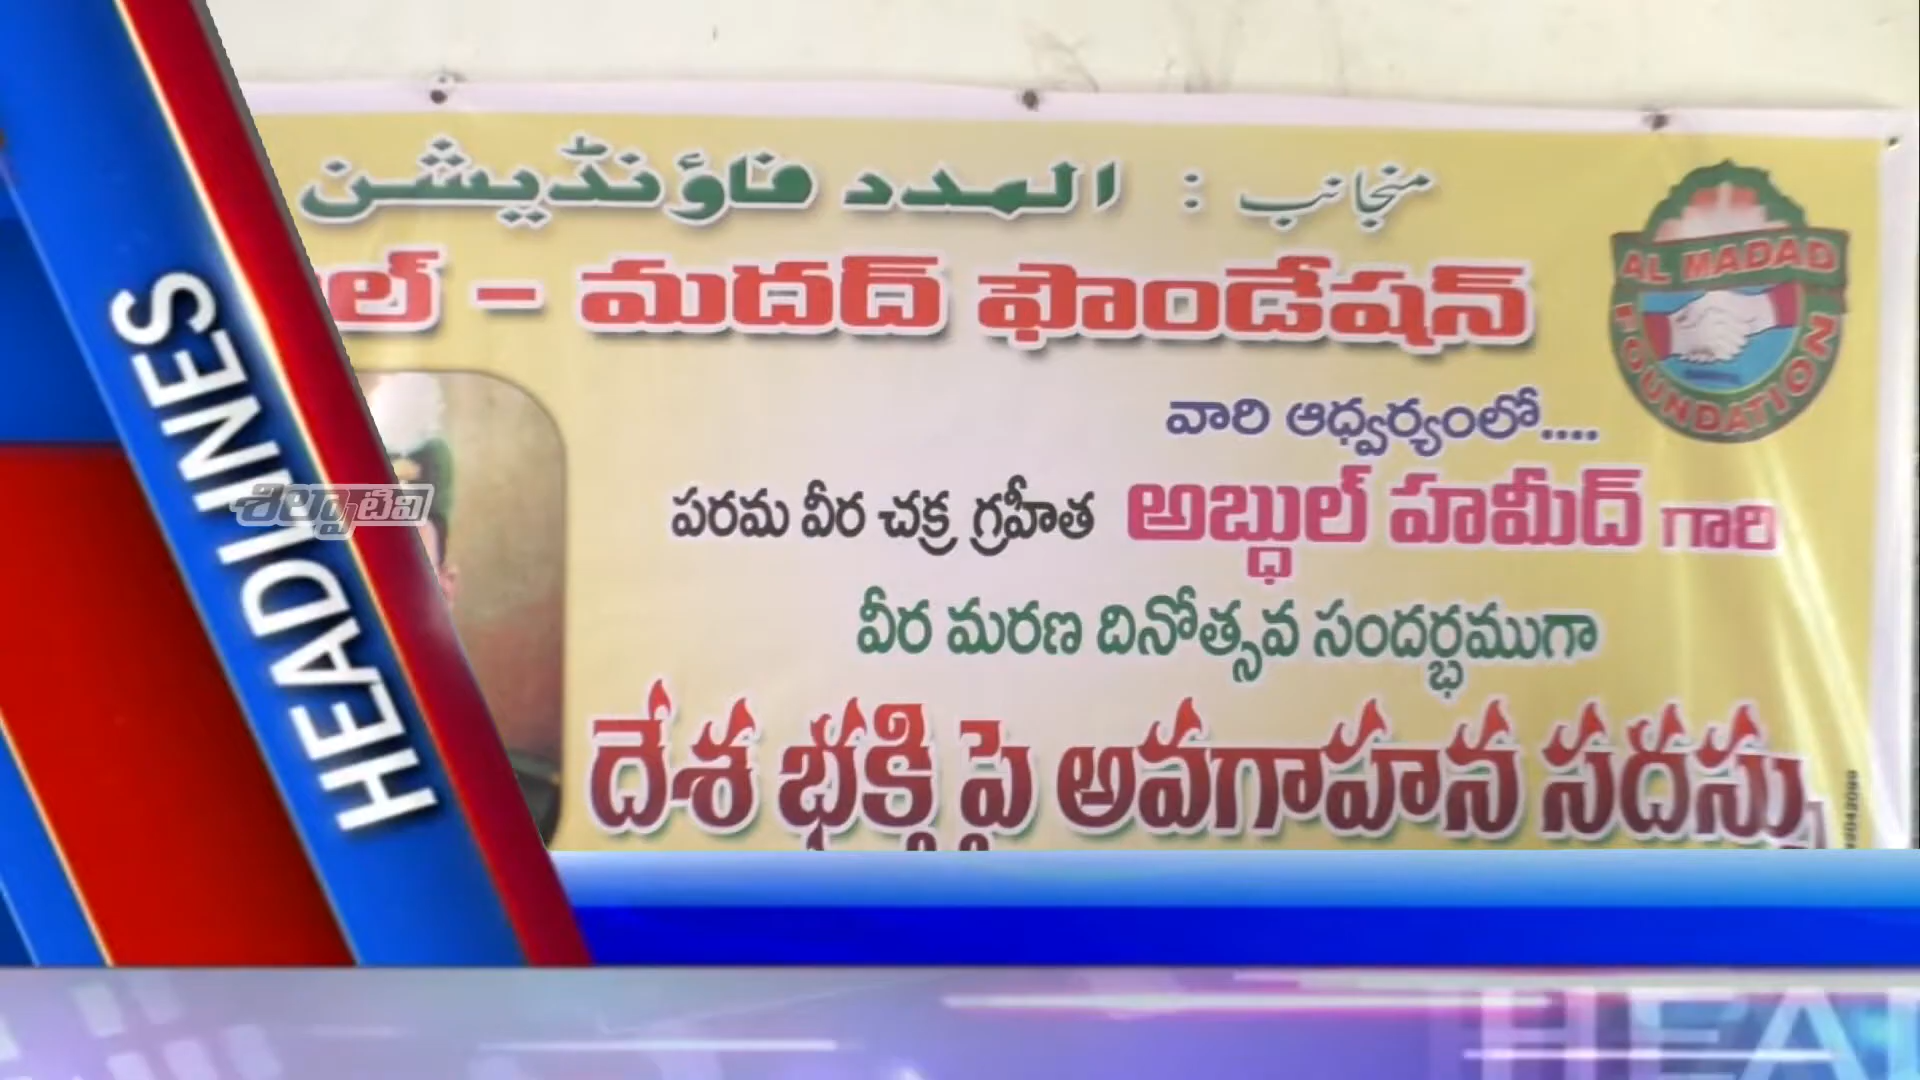 منجانب : المدد فاؤنڈیشن
ల్ - మదద్ ఫౌండేషన్
AL MADAD
FOUNDATION
వారి ఆధ్వర్యంలో....
పరమ వీర చక్ర గ్రహీత అబ్ధుల్ హమీద్ గారి
వీర మరణ దినోత్సవ సందర్భముగా
దేశ భక్తి పై అవగాహన సదస్సు
HEADLINES
శిల్పాటివి
HEA